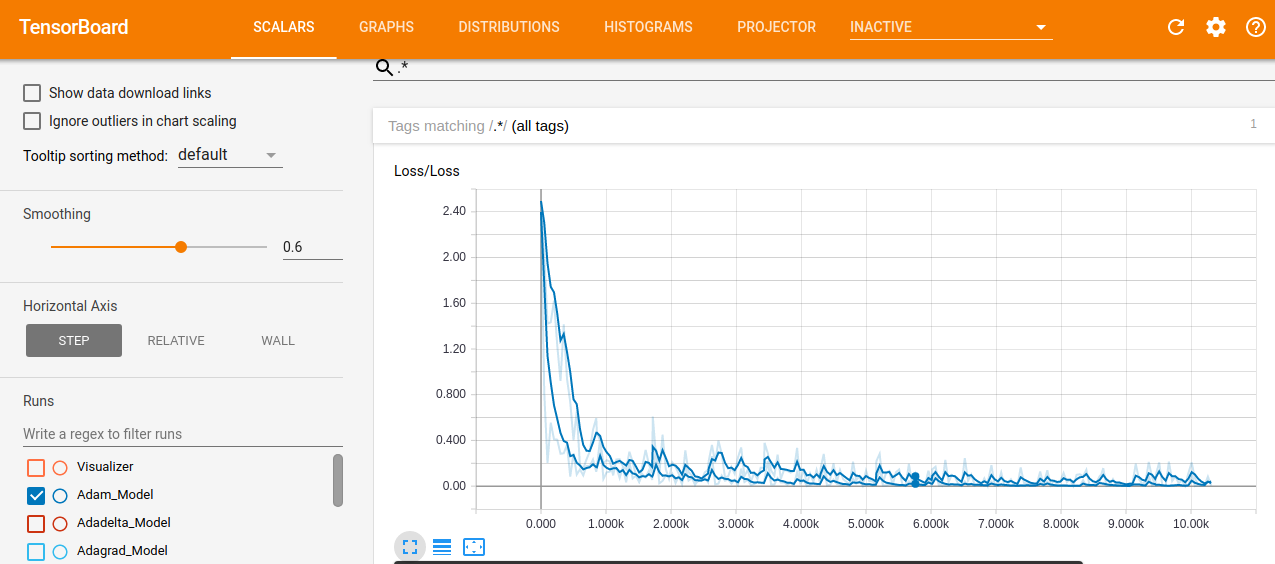 TensorBoard SCALARS GRAPHS DISTRIBUTIONS HISTOGRAMS PROJECTOR INACTIVE
Show data download links
Ignore outliers in chart scaling
Tooltip sorting method: default
Smoothing
0.6
Horizontal Axis
STEP RELATIVE WALL
Runs
Write a regex to filter runs
Visualizer
Adam_Model
Adadelta_Model
Adagrad_Model
.*
Tags matching /.*/ (all tags) 1
Loss/Loss
2.40
2.00
1.60
1.20
0.800
0.400
0.00
0.000 1.000k 2.000k 3.000k 4.000k 5.000k 6.000k 7.000k 8.000k 9.000k 10.00k